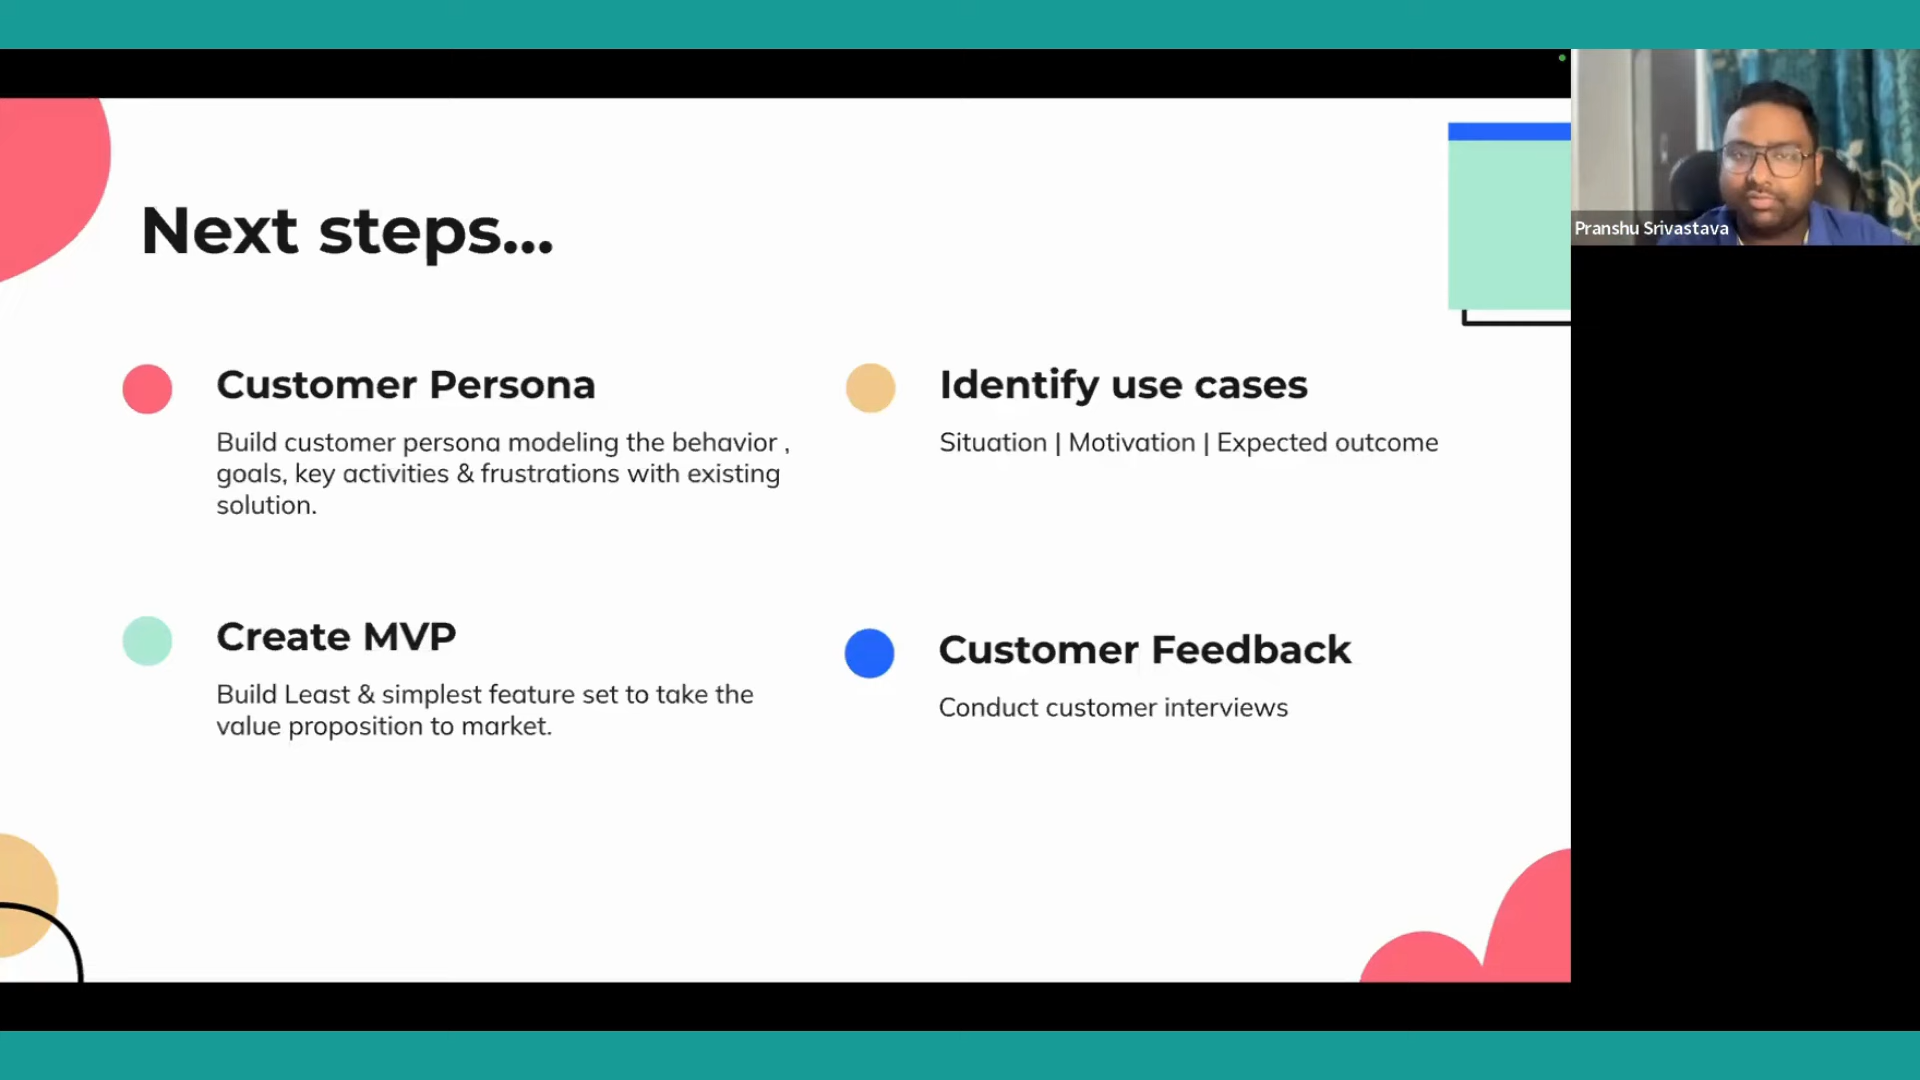 Next steps...
Customer Persona
Build customer persona modeling the behavior ,
goals, key activities & frustrations with existing
solution.
Identify use cases
Situation | Motivation | Expected outcome
Create MVP
Build Least & simplest feature set to take the
value proposition to market.
Customer Feedback
Conduct customer interviews
Pranshu Srivastava